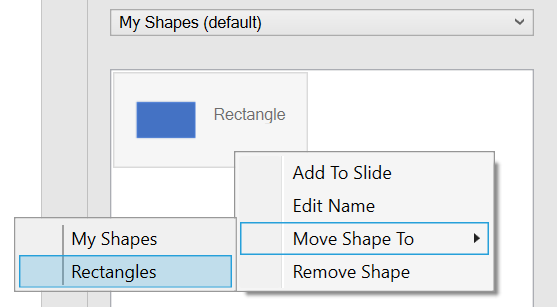 My Shapes (default)
Rectangle
Add To Slide
Edit Name
Move Shape To
Remove Shape
My Shapes
Rectangles